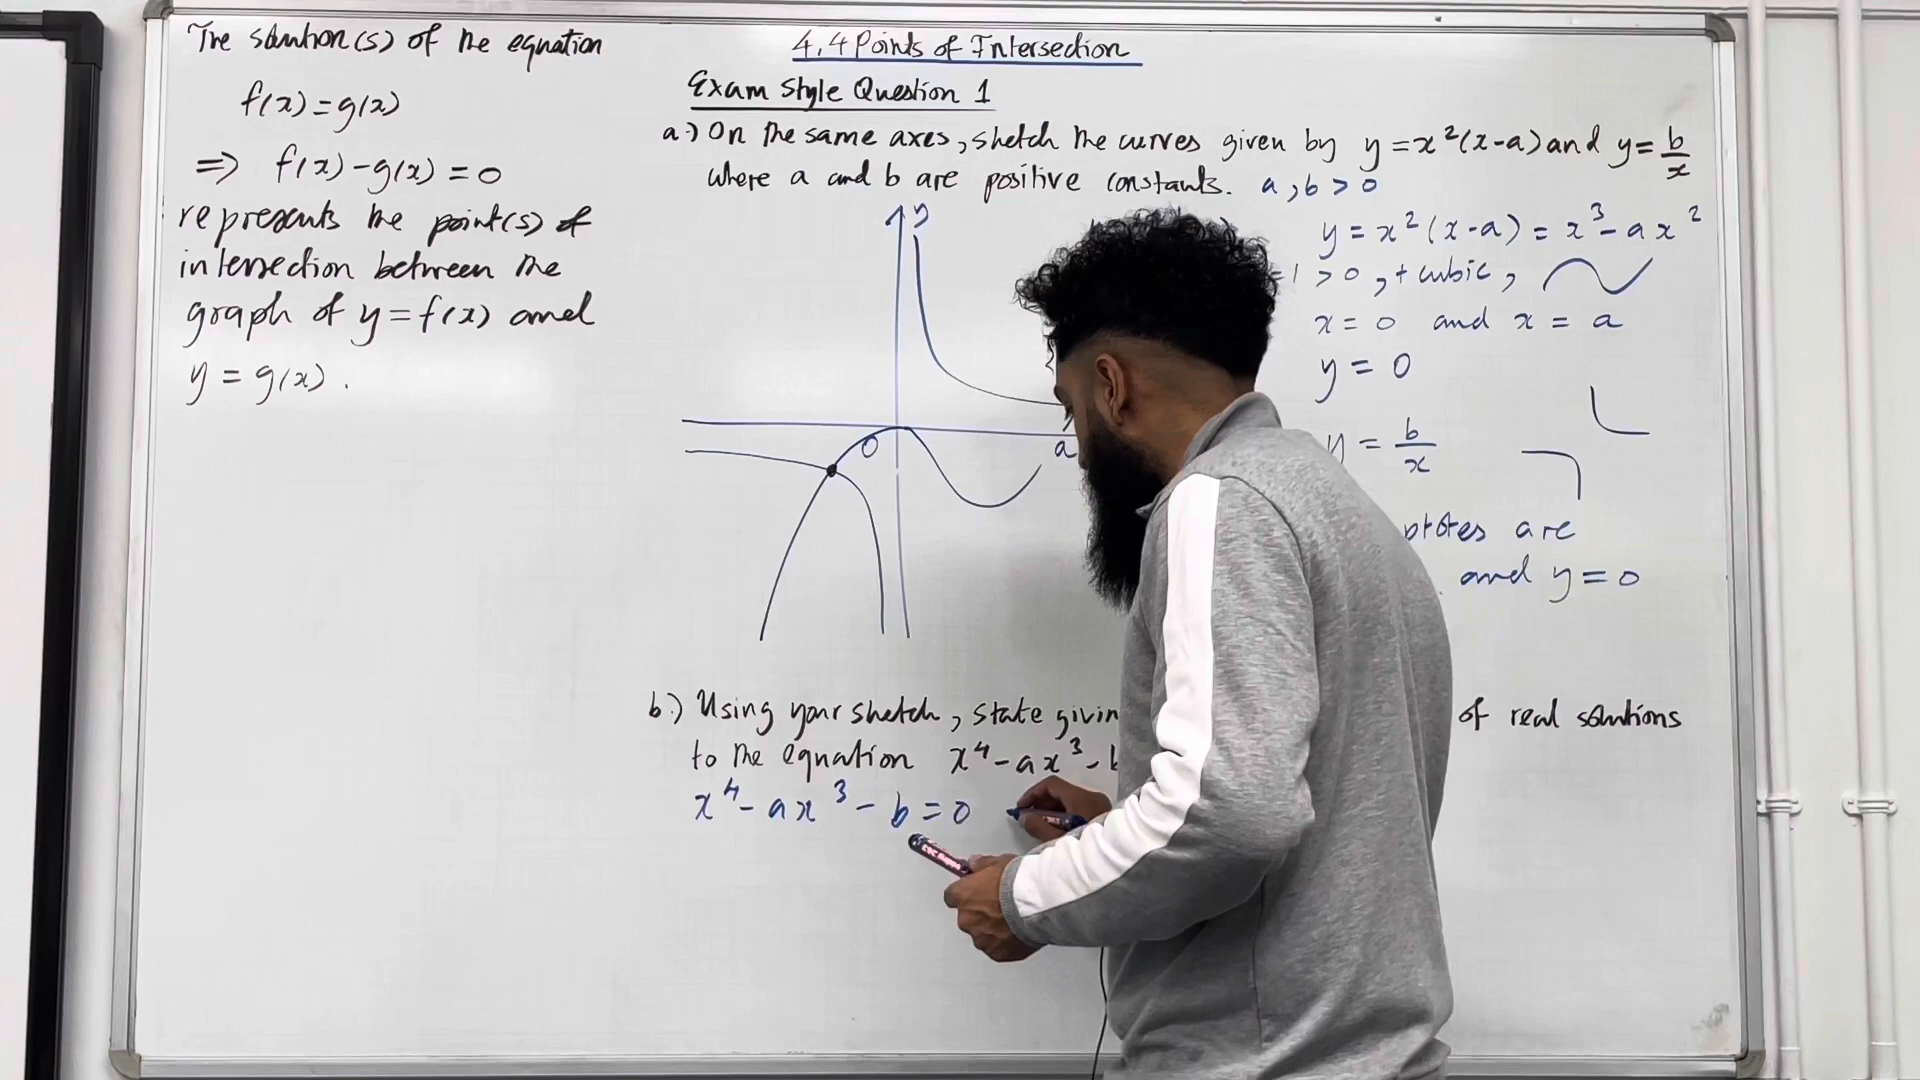 The solution(s) of the equation
f(x) = g(x)
⇒ f(x) - g(x) = 0
represents the point(s) of
intersection between the
graph of y = f(x) and
y = g(x).
4.4 Points of Intersection
Exam Style Question 1
a.) On the same axes, sketch the curves given by y = x²(x-a) and y = b/x
where a and b are positive constants. a, b > 0
y
O
a
y = x²(x-a) = x³ - ax²
= 1 > 0, + cubic,
x = 0 and x = a
y = 0
y = b/x
are
and y = 0
b.) Using your sketch, state of real solutions
to the equation x⁴ - ax³ -
x⁴ - ax³ - b = 0